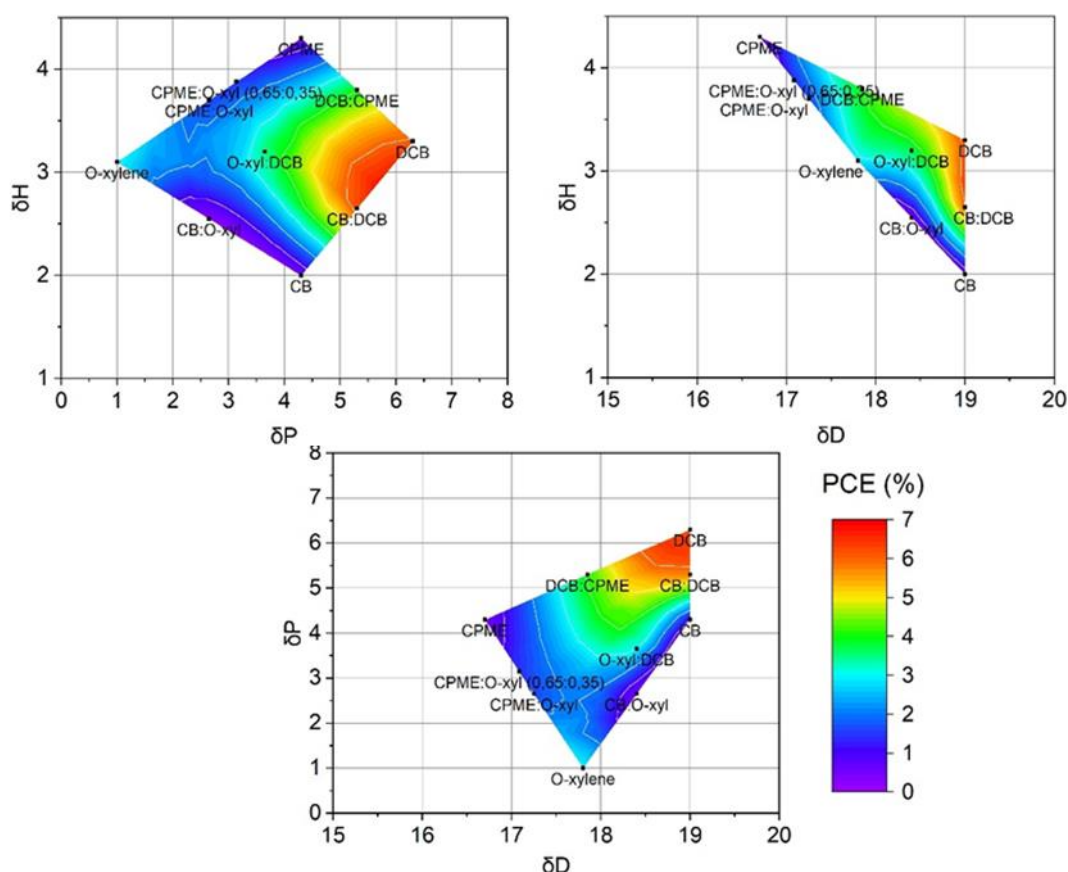 4
3
2
1
δH
CPME
CPME:O-xyl (0,65:0,35)
CPME:O-xyl
DCB:CPME
O-xylene
O-xyl:DCB
DCB
CB:O-xyl
CB:DCB
CB
0 1 2 3 4 5 6 7 8
δP
4
3
2
1
δH
CPME
CPME:O-xyl (0,65:0,35)
CPME:O-xyl
DCB:CPME
O-xylene
O-xyl:DCB
DCB
CB:O-xyl
CB:DCB
CB
16 17 18 19 20
δD
8
7
6
5
4
3
2
1
0
δP
DCB
DCB:CPME
CB:DCB
CPME
CB
O-xyl:DCB
CPME:O-xyl (0,65:0,35)
CPME:O-xyl
CB:O-xyl
O-xylene
15 16 17 18 19 20
δD
PCE (%)
7
6
5
4
3
2
1
0